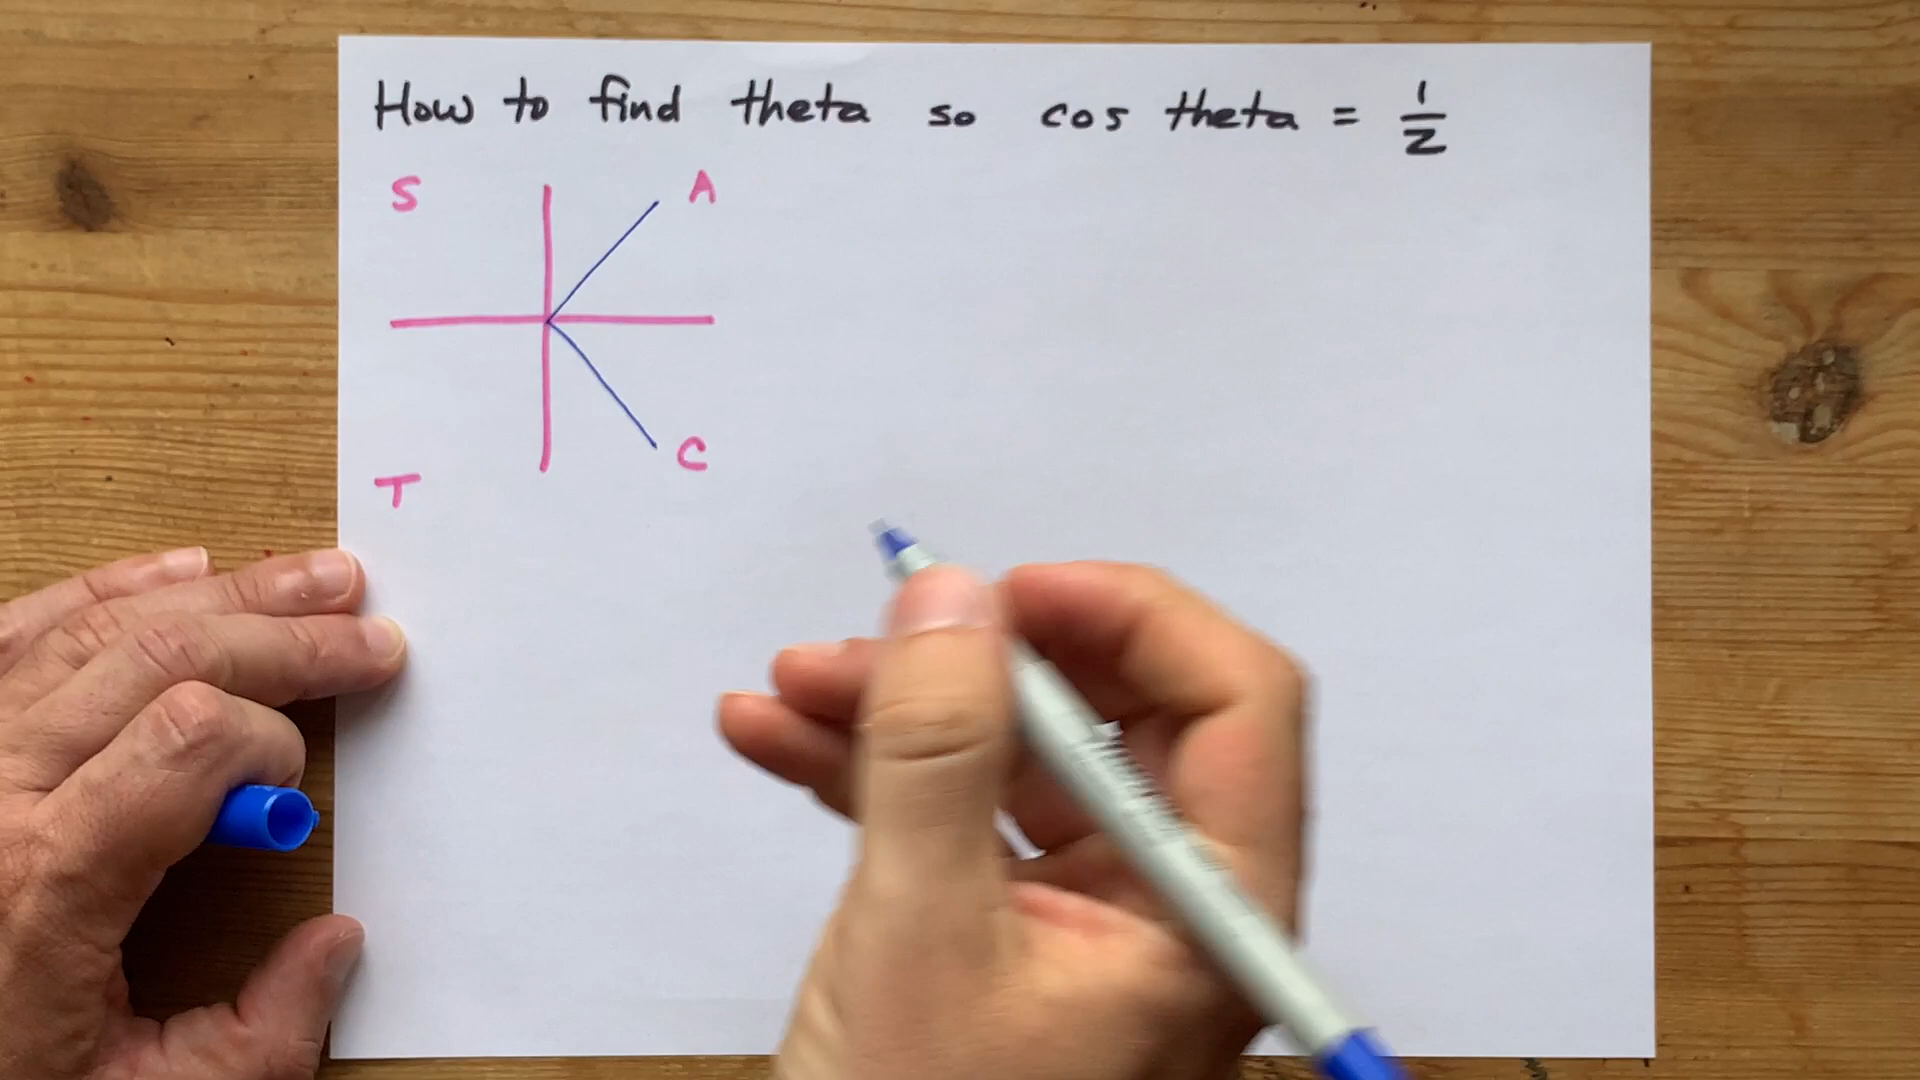 How to find theta so cos theta = 1/2
S A
T C